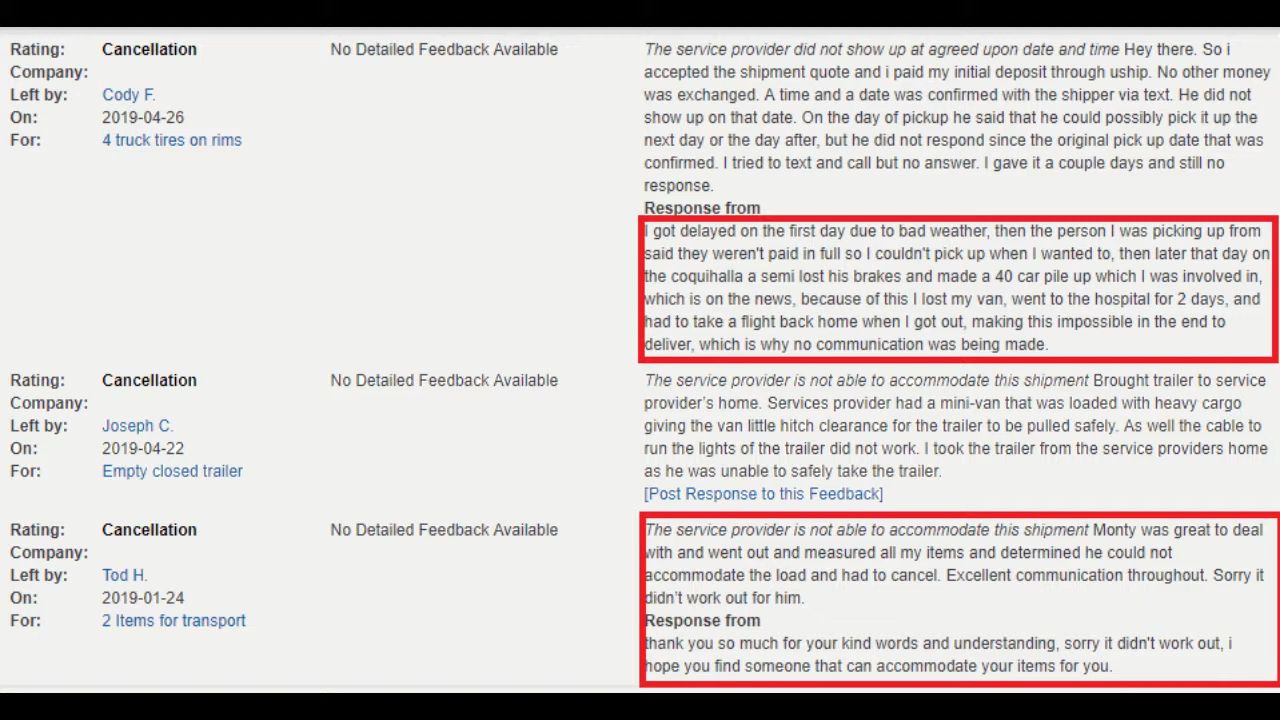 Rating: Cancellation No Detailed Feedback Available The service provider did not show up at agreed upon date and time Hey there. So i
Company: accepted the shipment quote and i paid my initial deposit through uship. No other money
Left by: Cody F. was exchanged. A time and a date was confirmed with the shipper via text. He did not
On: 2019-04-26 show up on that date. On the day of pickup he said that he could possibly pick it up the
For: 4 truck tires on rims next day or the day after, but he did not respond since the original pick up date that was
confirmed. I tried to text and call but no answer. I gave it a couple days and still no
response.
Response from
I got delayed on the first day due to bad weather, then the person I was picking up from
said they weren't paid in full so I couldn't pick up when I wanted to, then later that day on
the coquihalla a semi lost his brakes and made a 40 car pile up which I was involved in,
which is on the news, because of this I lost my van, went to the hospital for 2 days, and
had to take a flight back home when I got out, making this impossible in the end to
deliver, which is why no communication was being made.
Rating: Cancellation No Detailed Feedback Available The service provider is not able to accommodate this shipment Brought trailer to service
Company: provider's home. Services provider had a mini-van that was loaded with heavy cargo
Left by: Joseph C. giving the van little hitch clearance for the trailer to be pulled safely. As well the cable to
On: 2019-04-22 run the lights of the trailer did not work. I took the trailer from the service providers home
For: Empty closed trailer as he was unable to safely take the trailer.
[Post Response to this Feedback]
Rating: Cancellation No Detailed Feedback Available The service provider is not able to accommodate this shipment Monty was great to deal
Company: with and went out and measured all my items and determined he could not
Left by: Tod H. accommodate the load and had to cancel. Excellent communication throughout. Sorry it
On: 2019-01-24 didn't work out for him.
For: 2 Items for transport Response from
thank you so much for your kind words and understanding, sorry it didn't work out, i
hope you find someone that can accommodate your items for you.